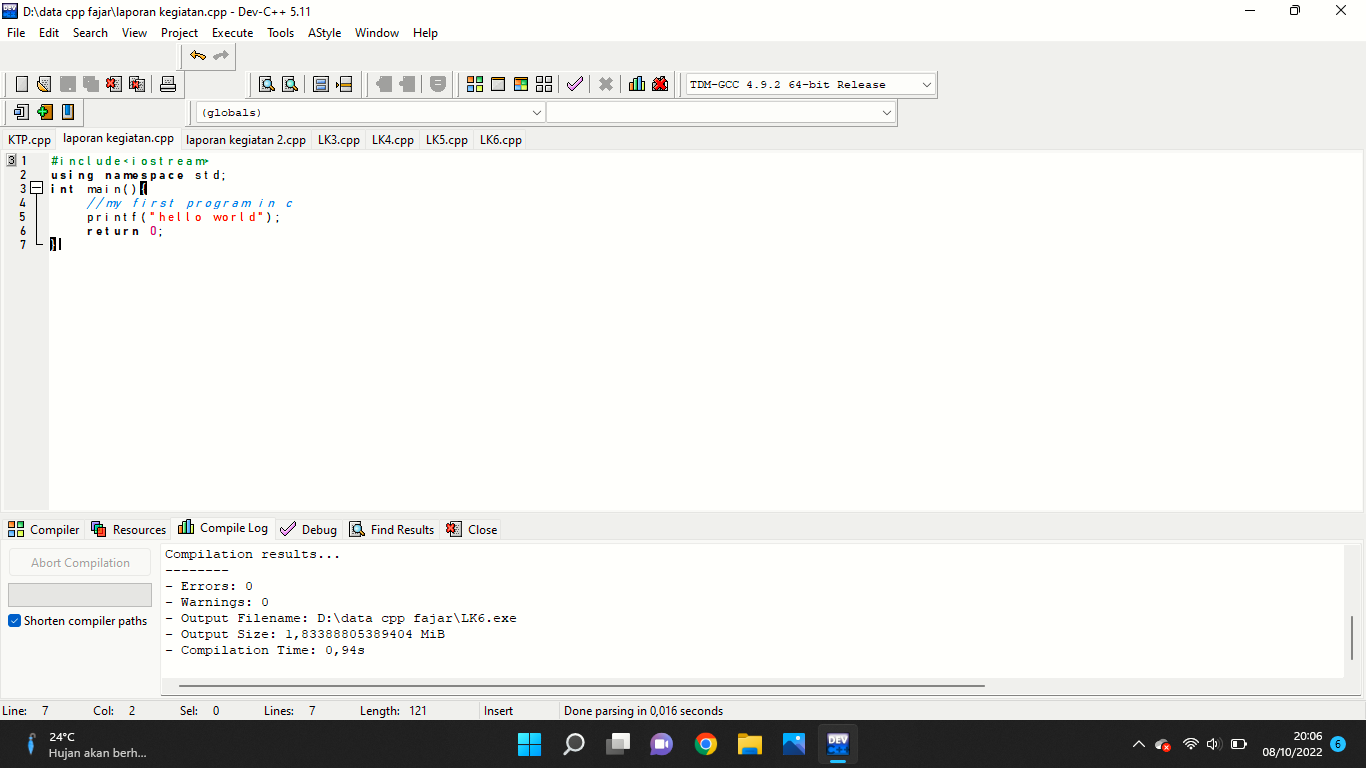 D:\data cpp fajar\laporan kegiatan.cpp - Dev-C++ 5.11
File Edit Search View Project Execute Tools AStyle Window Help
TDM-GCC 4.9.2 64-bit Release
(globals)
KTP.cpp laporan kegiatan.cpp laporan kegiatan 2.cpp LK3.cpp LK4.cpp LK5.cpp LK6.cpp
3 1 #include<iostream>
2 using namespace std;
3 int main(){
4 //my first program in c
5 printf("hello world");
6 return 0;
7 }
Compiler Resources Compile Log Debug Find Results Close
Abort Compilation
Shorten compiler paths
Compilation results...
--------
- Errors: 0
- Warnings: 0
- Output Filename: D:\data cpp fajar\LK6.exe
- Output Size: 1,83388805389404 MiB
- Compilation Time: 0,94s
Line: 7 Col: 2 Sel: 0 Lines: 7 Length: 121 Insert Done parsing in 0,016 seconds
24°C
Hujan akan berh...
DEV
20:06
08/10/2022
6